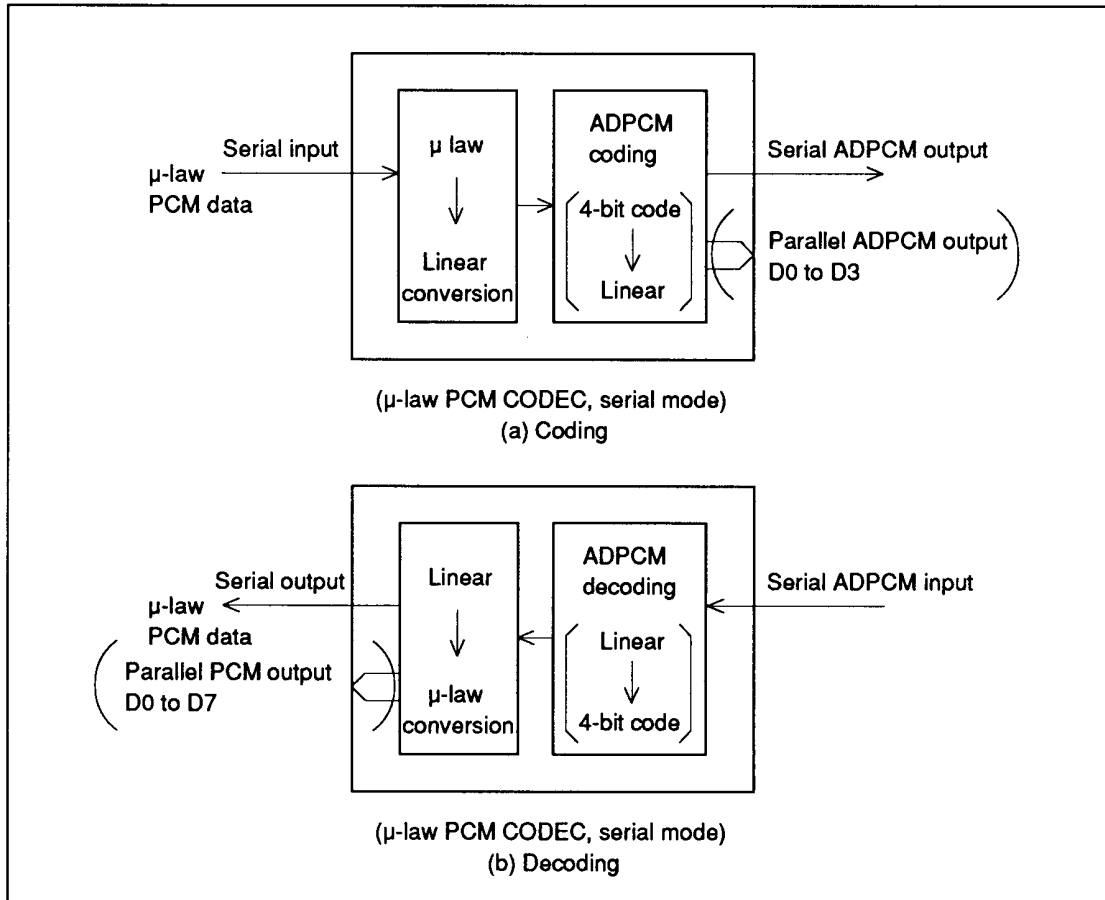 Serial input
µ-law
PCM data
µ law
Linear
conversion
ADPCM
coding
4-bit code
Linear
Serial ADPCM output
Parallel ADPCM output
D0 to D3
(µ-law PCM CODEC, serial mode)
(a) Coding
Serial output
µ-law
PCM data
Parallel PCM output
D0 to D7
Linear
µ-law
conversion
ADPCM
decoding
Linear
4-bit code
Serial ADPCM input
(µ-law PCM CODEC, serial mode)
(b) Decoding